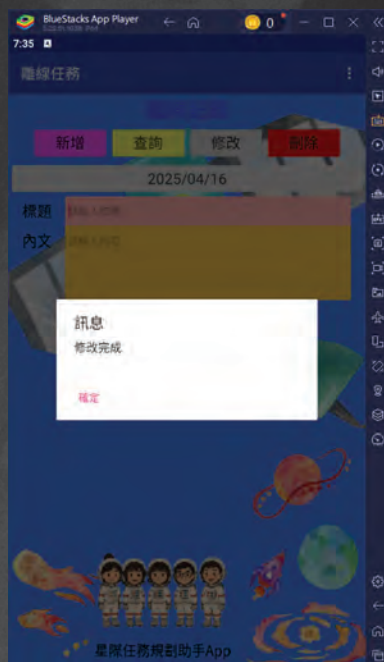 BlueStacks App Player
0
7:35
離線任務
新增
查詢
修改
刪除
2025/04/16
標題
內文
訊息
修改完成
確定
星際任務規劃助手App